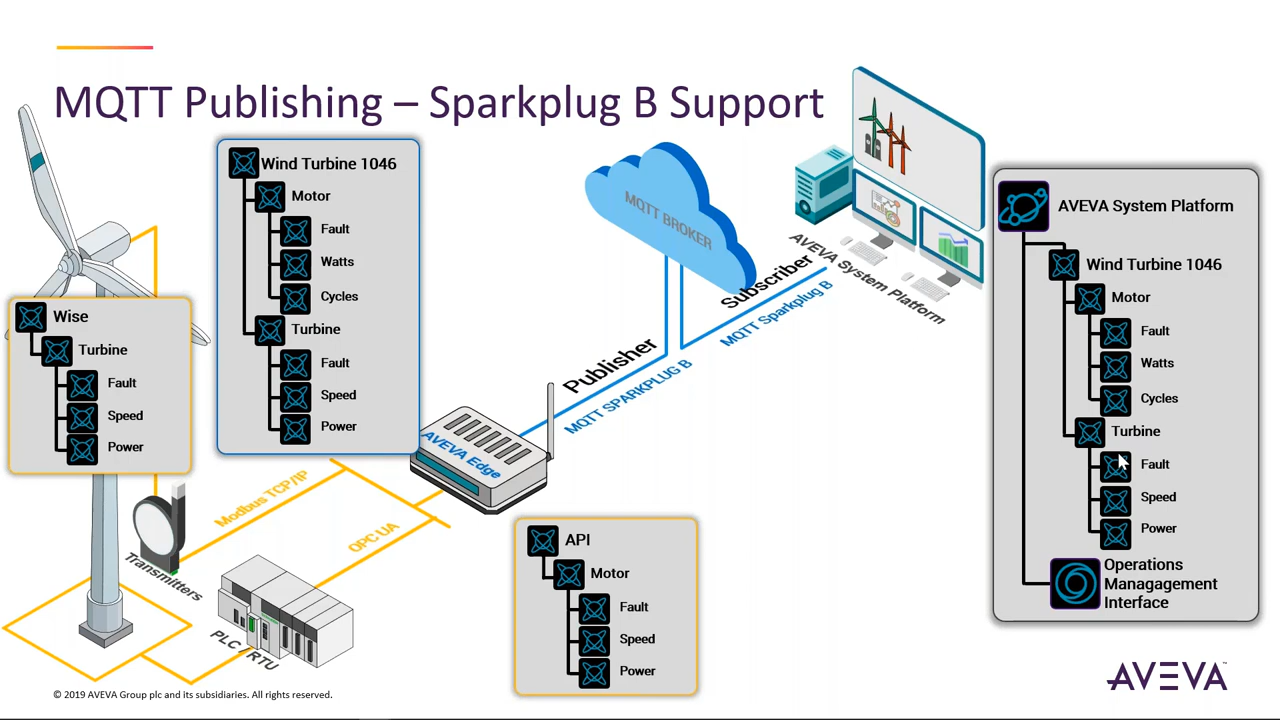 MQTT Publishing – Sparkplug B Support
Wind Turbine 1046
Motor
Fault
Watts
Cycles
Turbine
Fault
Speed
Power
Wise
Turbine
Fault
Speed
Power
MQTT BROKER
AVEVA System Platform
Subscriber
MQTT Sparkplug B
Publisher
MQTT SPARKPLUG B
AVEVA Edge
Modbus TCP/IP
OPC UA
Transmitters
PLC / RTU
API
Motor
Fault
Speed
Power
AVEVA System Platform
Wind Turbine 1046
Motor
Fault
Watts
Cycles
Turbine
Fault
Speed
Power
Operations
Managagement
Interface
© 2019 AVEVA Group plc and its subsidiaries. All rights reserved.
AVEVA™